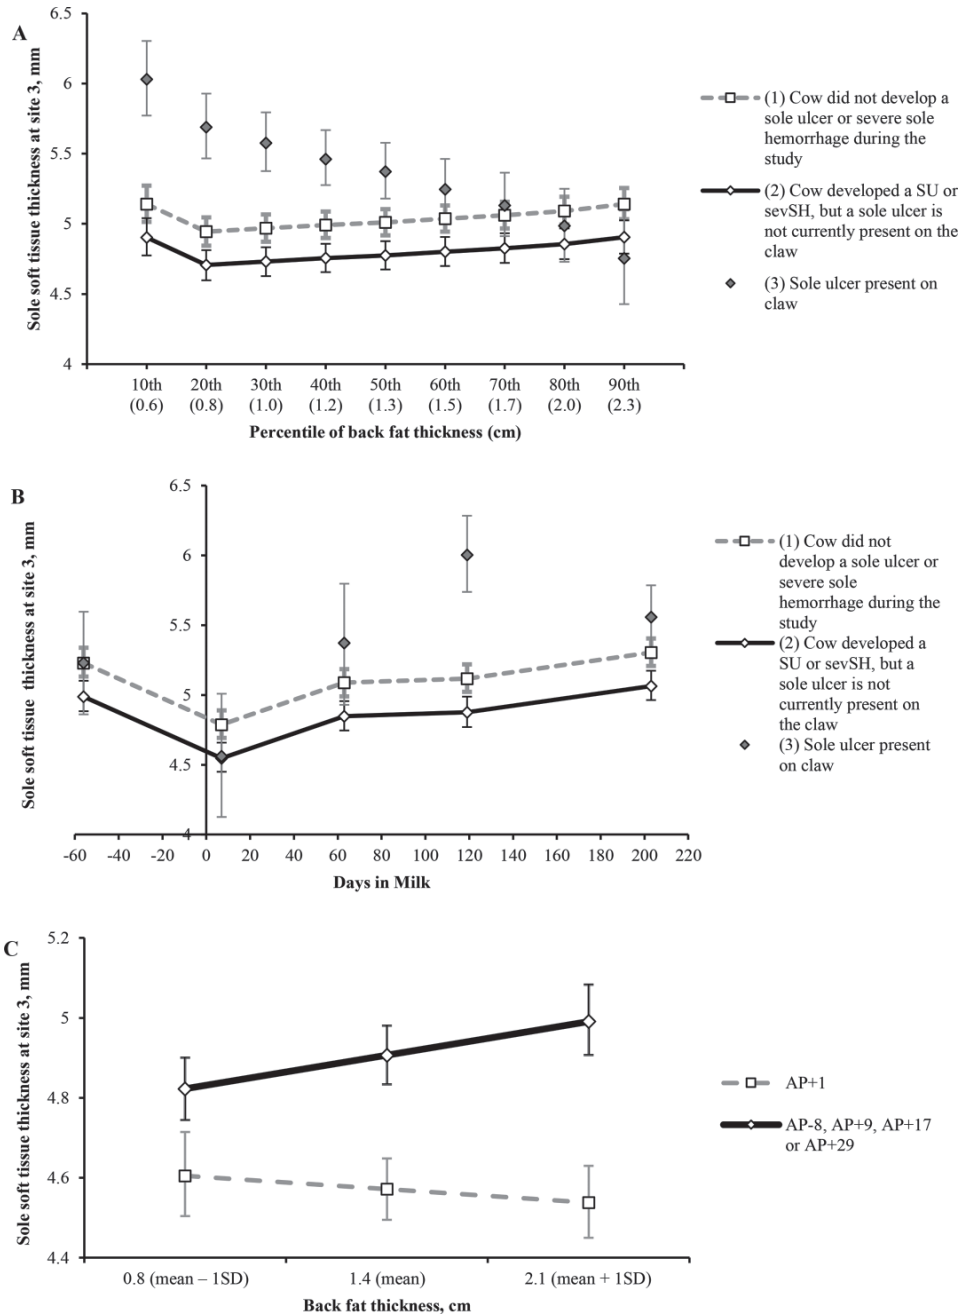 A
Sole soft tissue thickness at site 3, mm
6.5
6
5.5
5
4.5
4
10th 20th 30th 40th 50th 60th 70th 80th 90th
(0.6) (0.8) (1.0) (1.2) (1.3) (1.5) (1.7) (2.0) (2.3)
Percentile of back fat thickness (cm)
(1) Cow did not develop a
sole ulcer or severe sole
hemorrhage during the
study
(2) Cow developed a SU or
sevSH, but a sole ulcer is
not currently present on the
claw
(3) Sole ulcer present on
claw
B
Sole soft tissue thickness at site 3, mm
6.5
6
5.5
5
4.5
4
-60 -40 -20 0 20 40 60 80 100 120 140 160 180 200 220
Days in Milk
(1) Cow did not
develop a sole ulcer or
severe sole
hemorrhage during the
study
(2) Cow developed a
SU or sevSH, but a
sole ulcer is not
currently present on
the claw
(3) Sole ulcer present
on claw
C
Sole soft tissue thickness at site 3, mm
5.2
5
4.8
4.6
4.4
0.8 (mean – 1SD) 1.4 (mean) 2.1 (mean + 1SD)
Back fat thickness, cm
AP+1
AP-8, AP+9, AP+17
or AP+29